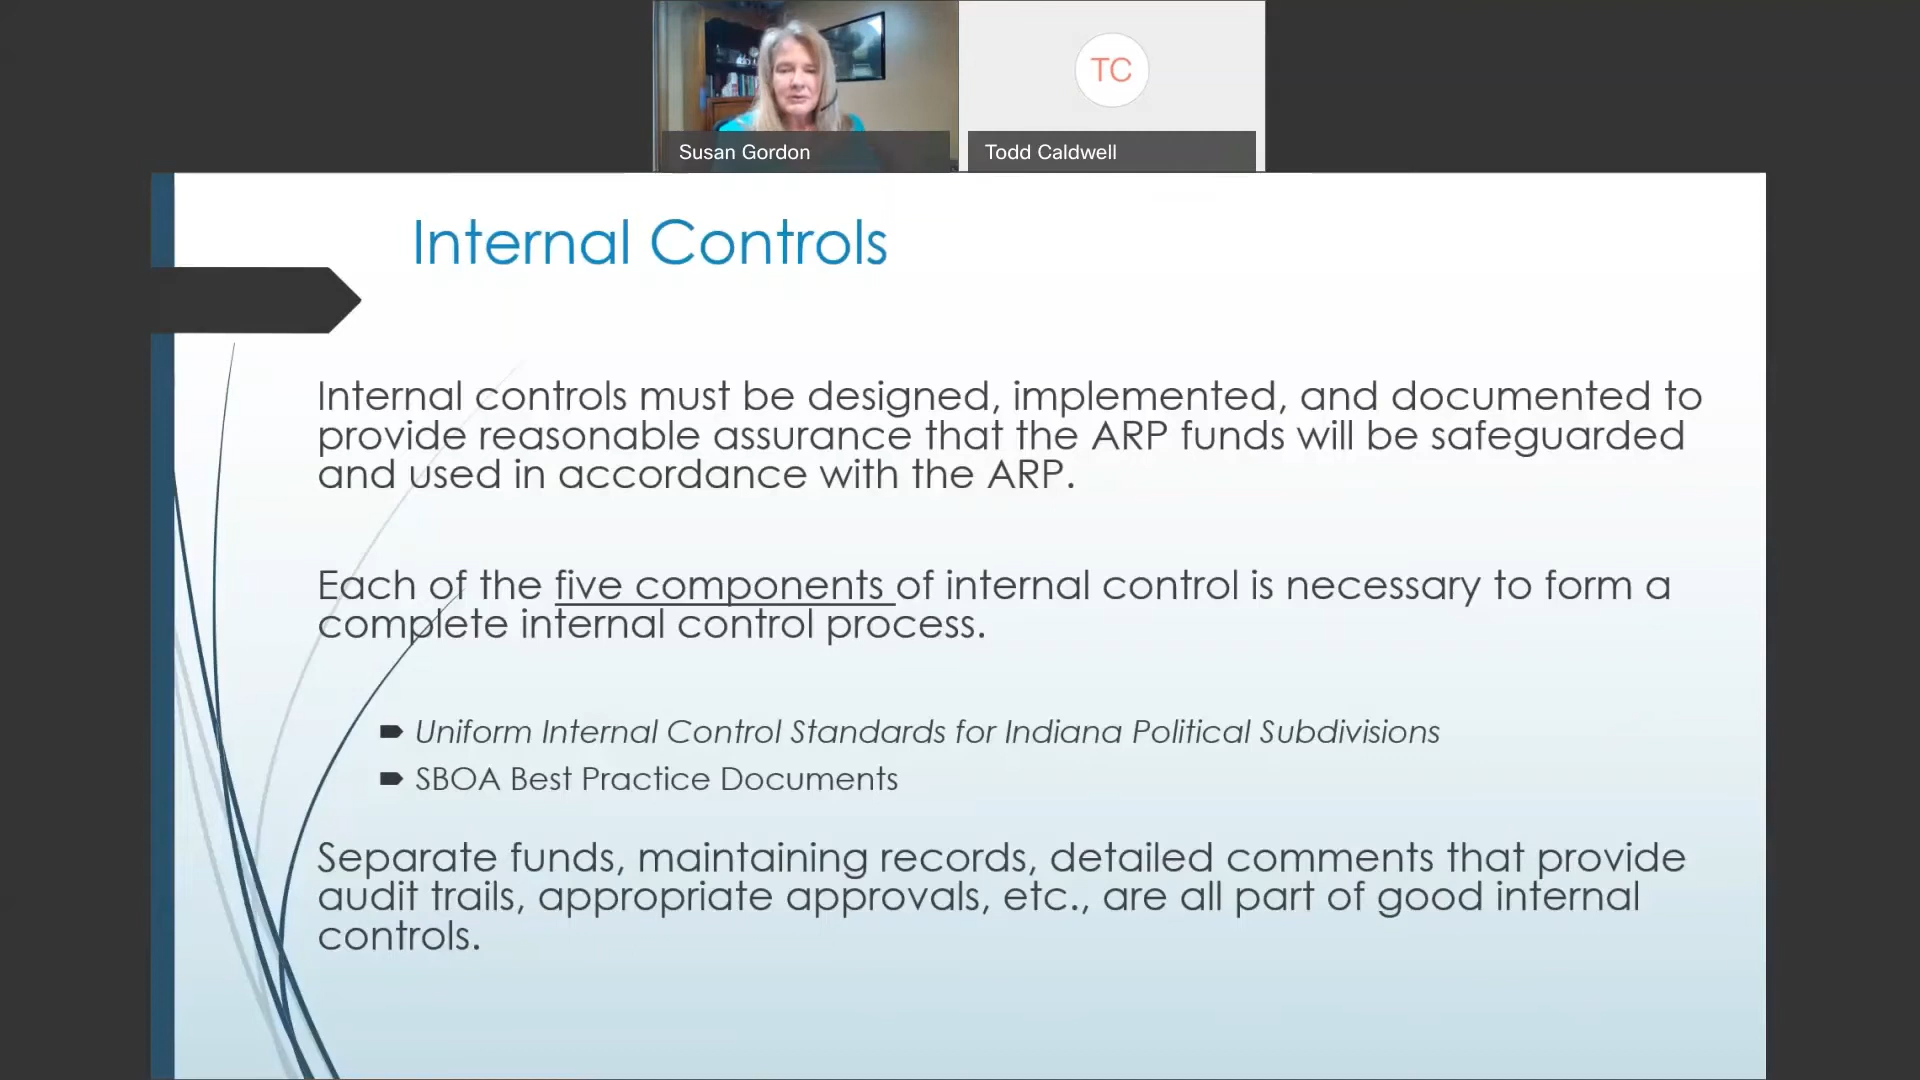 TC
Susan Gordon
Todd Caldwell
Internal Controls
Internal controls must be designed, implemented, and documented to
provide reasonable assurance that the ARP funds will be safeguarded
and used in accordance with the ARP.
Each of the five components of internal control is necessary to form a
complete internal control process.
Uniform Internal Control Standards for Indiana Political Subdivisions
SBOA Best Practice Documents
Separate funds, maintaining records, detailed comments that provide
audit trails, appropriate approvals, etc., are all part of good internal
controls.